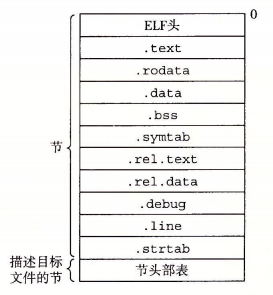 0
ELF头
.text
.rodata
.data
.bss
.symtab
节
.rel.text
.rel.data
.debug
.line
.strtab
描述目标
文件的节
节头部表